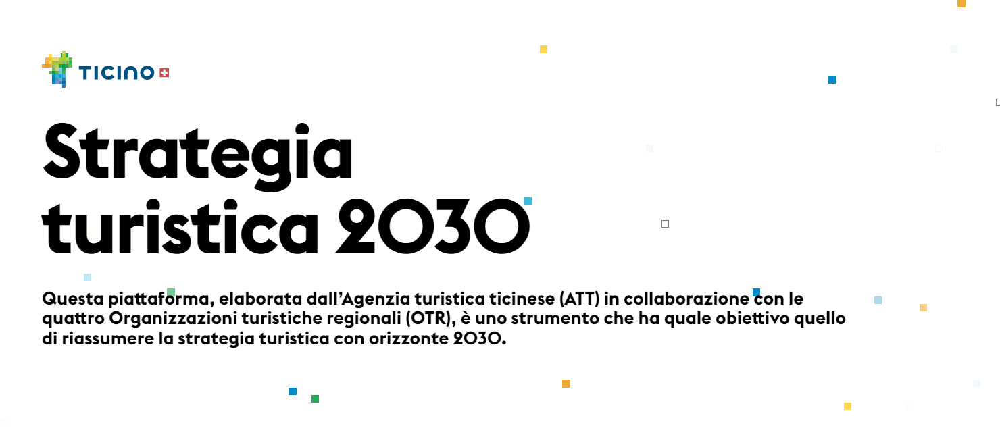 TICINO
Strategia
turistica 2030
Questa piattaforma, elaborata dall’Agenzia turistica ticinese (ATT) in collaborazione con le
quattro Organizzazioni turistiche regionali (OTR), è uno strumento che ha quale obiettivo quello
di riassumere la strategia turistica con orizzonte 2030.